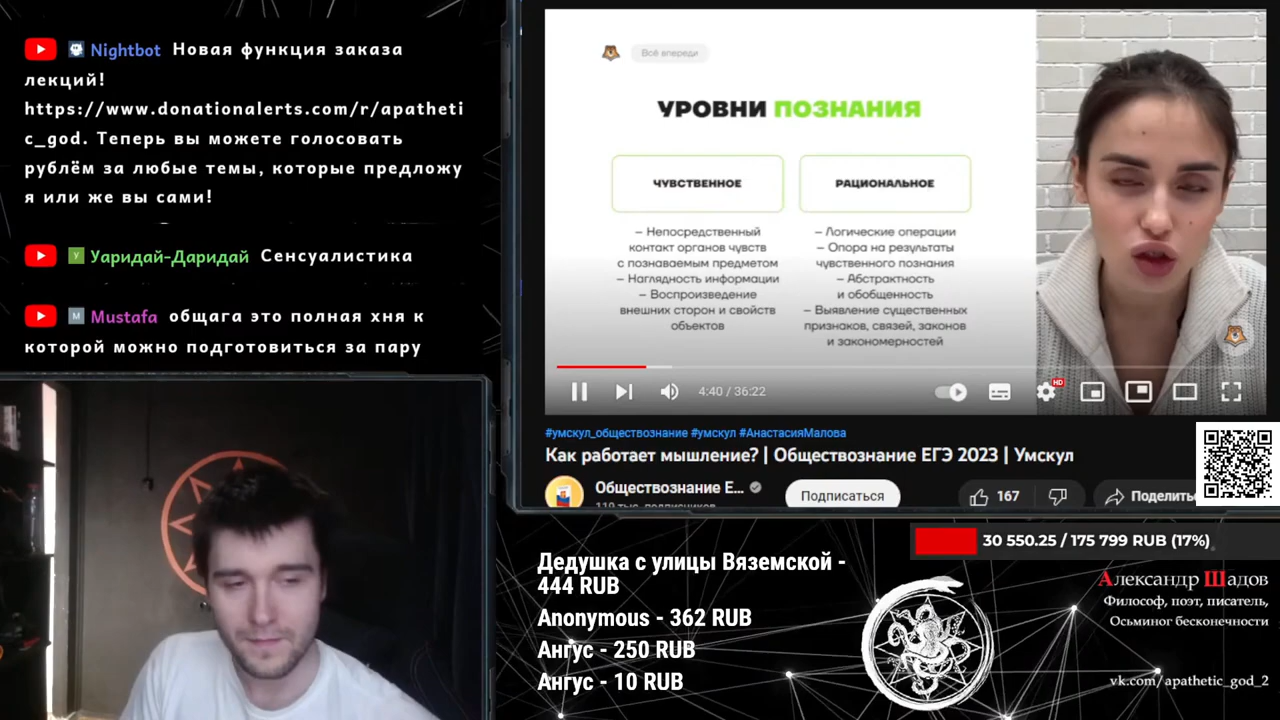 Nightbot Новая функция заказа
лекций!
https://www.donationalerts.com/r/apatheti
c_god. Теперь вы можете голосовать
рублём за любые темы, которые предложу
я или же вы сами!
Уаридай-Даридай Сенсуалистика
Mustafa общага это полная хня к
которой можно подготовиться за пару
Всё впереди
УРОВНИ ПОЗНАНИЯ
ЧУВСТВЕННОЕ
– Непосредственный
контакт органов чувств
с познаваемым предметом
– Наглядность информации
– Воспроизведение
внешних сторон и свойств
объектов
РАЦИОНАЛЬНОЕ
– Логические операции
– Опора на результаты
чувственного познания
– Абстрактность
и обобщенность
– Выявление существенных
признаков, связей, законов
и закономерностей
4:40 / 36:22
HD
#умскул_обществознание #умскул #АнастасияМалова
Как работает мышление? | Обществознание ЕГЭ 2023 | Умскул
Обществознание Е...
Подписаться
167
Поделить
30 550.25 / 175 799 RUB (17%)
Дедушка с улицы Вяземской -
444 RUB
Anonymous - 362 RUB
Ангус - 250 RUB
Ангус - 10 RUB
Александр Шадов
Философ, поэт, писатель,
Осьминог бесконечности
vk.com/apathetic_god_2